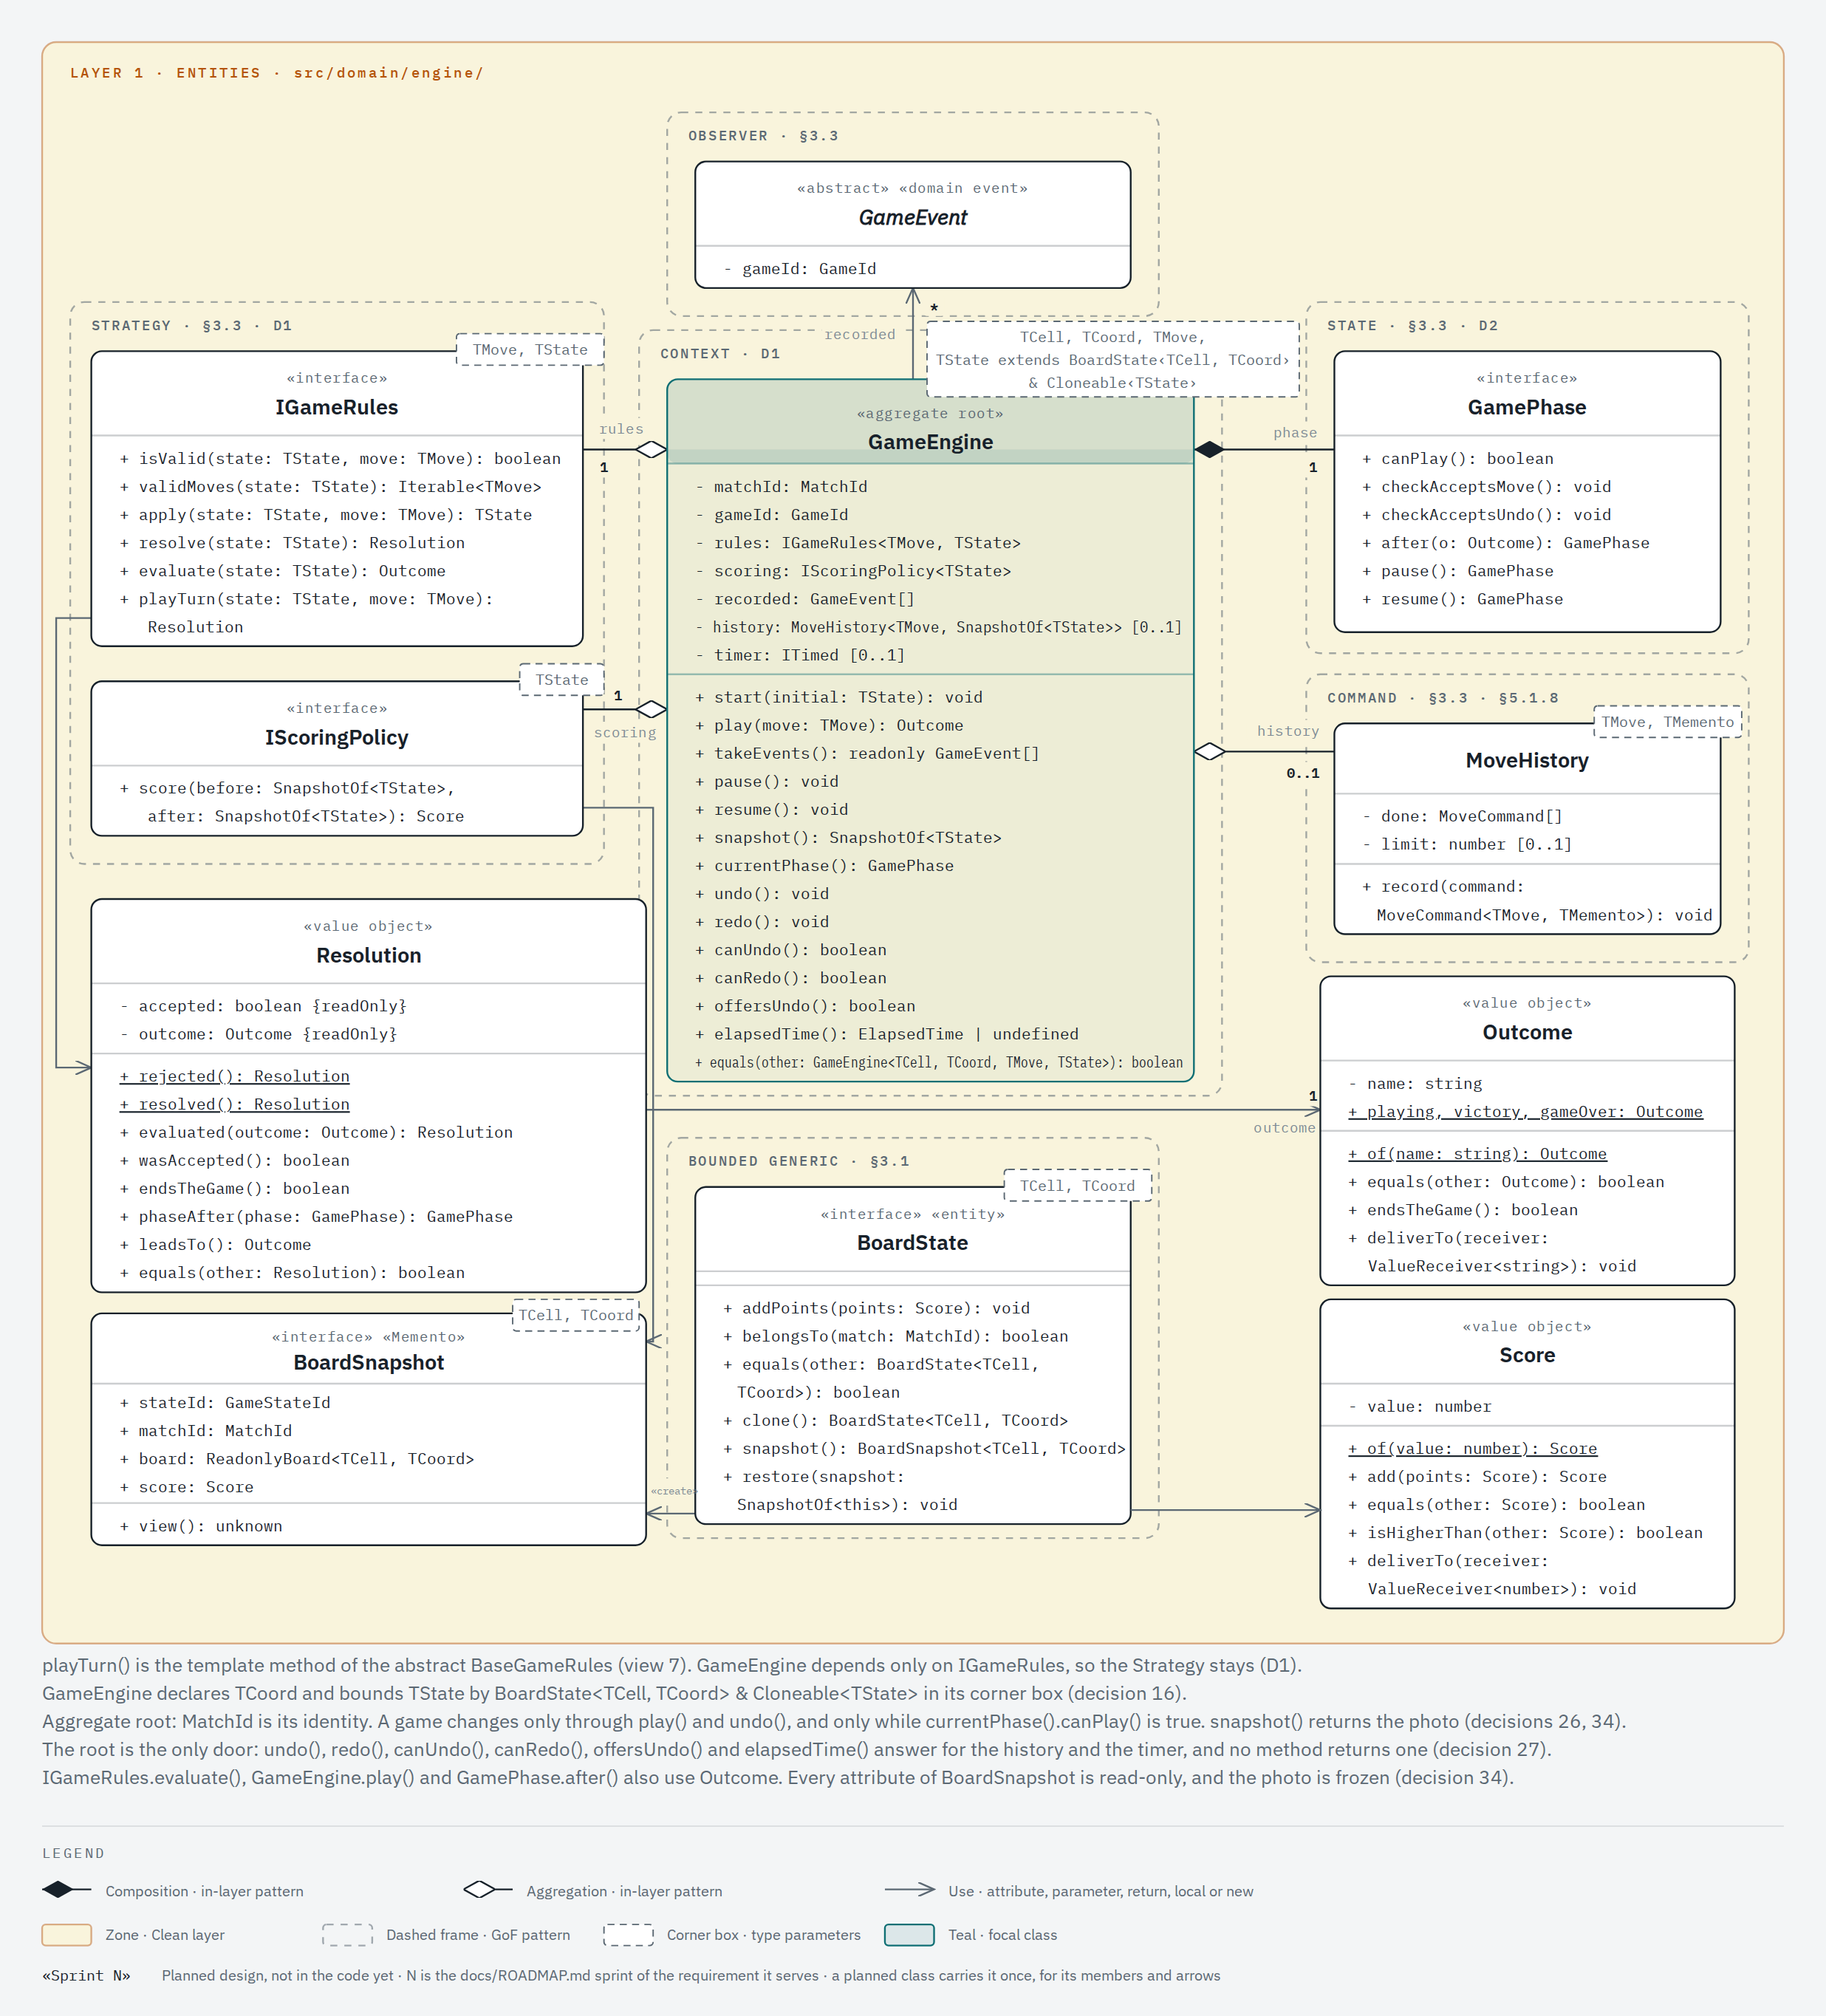 LAYER 1 · ENTITIES · src/domain/engine/
OBSERVER · §3.3
«abstract» «domain event»
GameEvent
- gameId: GameId
*
recorded
STRATEGY · §3.3 · D1
TMove, TState
«interface»
IGameRules
+ isValid(state: TState, move: TMove): boolean
+ validMoves(state: TState): Iterable<TMove>
+ apply(state: TState, move: TMove): TState
+ resolve(state: TState): Resolution
+ evaluate(state: TState): Outcome
+ playTurn(state: TState, move: TMove):
Resolution
rules
1
TState
«interface»
IScoringPolicy
+ score(before: SnapshotOf<TState>,
after: SnapshotOf<TState>): Score
1
scoring
CONTEXT · D1
TCell, TCoord, TMove,
TState extends BoardState‹TCell, TCoord›
& Cloneable‹TState›
«aggregate root»
GameEngine
- matchId: MatchId
- gameId: GameId
- rules: IGameRules<TMove, TState>
- scoring: IScoringPolicy<TState>
- recorded: GameEvent[]
- history: MoveHistory<TMove, SnapshotOf<TState>> [0..1]
- timer: ITimed [0..1]
+ start(initial: TState): void
+ play(move: TMove): Outcome
+ takeEvents(): readonly GameEvent[]
+ pause(): void
+ resume(): void
+ snapshot(): SnapshotOf<TState>
+ currentPhase(): GamePhase
+ undo(): void
+ redo(): void
+ canUndo(): boolean
+ canRedo(): boolean
+ offersUndo(): boolean
+ elapsedTime(): ElapsedTime | undefined
+ equals(other: GameEngine<TCell, TCoord, TMove, TState>): boolean
STATE · §3.3 · D2
«interface»
GamePhase
+ canPlay(): boolean
+ checkAcceptsMove(): void
+ checkAcceptsUndo(): void
+ after(o: Outcome): GamePhase
+ pause(): GamePhase
+ resume(): GamePhase
phase
1
COMMAND · §3.3 · §5.1.8
TMove, TMemento
MoveHistory
- done: MoveCommand[]
- limit: number [0..1]
+ record(command:
MoveCommand<TMove, TMemento>): void
history
0..1
«value object»
Resolution
- accepted: boolean {readOnly}
- outcome: Outcome {readOnly}
+ rejected(): Resolution
+ resolved(): Resolution
+ evaluated(outcome: Outcome): Resolution
+ wasAccepted(): boolean
+ endsTheGame(): boolean
+ phaseAfter(phase: GamePhase): GamePhase
+ leadsTo(): Outcome
+ equals(other: Resolution): boolean
«value object»
Outcome
- name: string
+ playing, victory, gameOver: Outcome
+ of(name: string): Outcome
+ equals(other: Outcome): boolean
+ endsTheGame(): boolean
+ deliverTo(receiver:
ValueReceiver<string>): void
1
outcome
BOUNDED GENERIC · §3.1
TCell, TCoord
«interface» «entity»
BoardState
+ addPoints(points: Score): void
+ belongsTo(match: MatchId): boolean
+ equals(other: BoardState<TCell,
TCoord>): boolean
+ clone(): BoardState<TCell, TCoord>
+ snapshot(): BoardSnapshot<TCell, TCoord>
+ restore(snapshot:
SnapshotOf<this>): void
TCell, TCoord
«interface» «Memento»
BoardSnapshot
+ stateId: GameStateId
+ matchId: MatchId
+ board: ReadonlyBoard<TCell, TCoord>
+ score: Score
+ view(): unknown
«create»
«value object»
Score
- value: number
+ of(value: number): Score
+ add(points: Score): Score
+ equals(other: Score): boolean
+ isHigherThan(other: Score): boolean
+ deliverTo(receiver:
ValueReceiver<number>): void
playTurn() is the template method of the abstract BaseGameRules (view 7). GameEngine depends only on IGameRules, so the Strategy stays (D1).
GameEngine declares TCoord and bounds TState by BoardState<TCell, TCoord> & Cloneable<TState> in its corner box (decision 16).
Aggregate root: MatchId is its identity. A game changes only through play() and undo(), and only while currentPhase().canPlay() is true. snapshot() returns the photo (decisions 26, 34).
The root is the only door: undo(), redo(), canUndo(), canRedo(), offersUndo() and elapsedTime() answer for the history and the timer, and no method returns one (decision 27).
IGameRules.evaluate(), GameEngine.play() and GamePhase.after() also use Outcome. Every attribute of BoardSnapshot is read-only, and the photo is frozen (decision 34).
LEGEND
Composition · in-layer pattern
Aggregation · in-layer pattern
Use · attribute, parameter, return, local or new
Zone · Clean layer
Dashed frame · GoF pattern
Corner box · type parameters
Teal · focal class
«Sprint N» Planned design, not in the code yet · N is the docs/ROADMAP.md sprint of the requirement it serves · a planned class carries it once, for its members and arrows